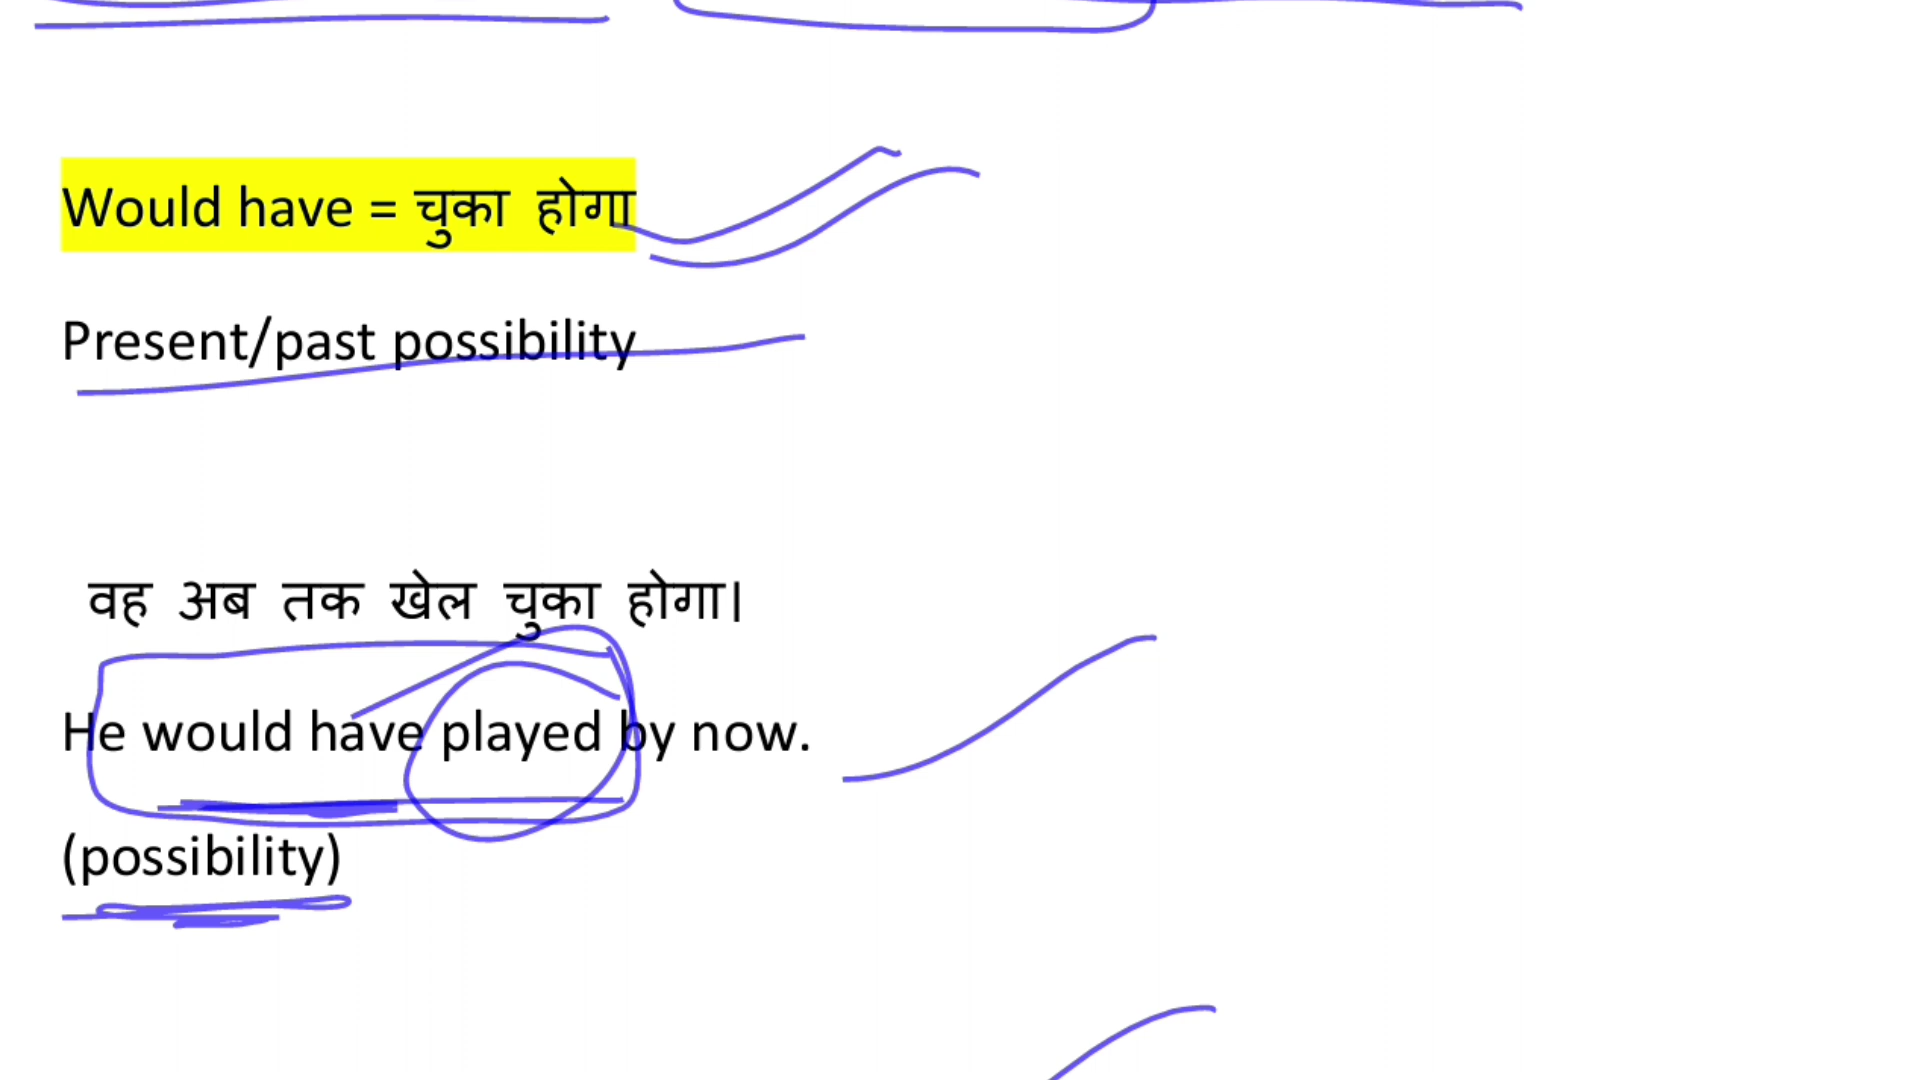 Would have = चुका होगा
Present/past possibility
वह अब तक खेल चुका होगा।
He would have played by now.
(possibility)